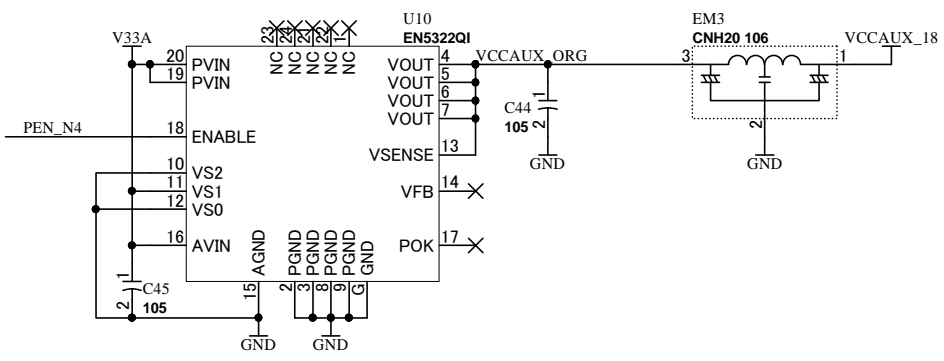 U10
EN5322QI
EM3
CNH20 106
V33A
23 NC
24 NC
21 NC
22 NC
1 NC
VCCAUX_18
20 PVIN
19 PVIN
VOUT 4
VOUT 5
VOUT 6
VOUT 7
VCCAUX_ORG
3
1
2
GND
C44
105
1
2
GND
PEN_N4
18 ENABLE
VSENSE 13
10 VS2
11 VS1
12 VS0
VFB 14
16 AVIN
POK 17
AGND 15
PGND 2
PGND 3
PGND 8
PGND 9
GND G
C45
105
1
2
GND
GND